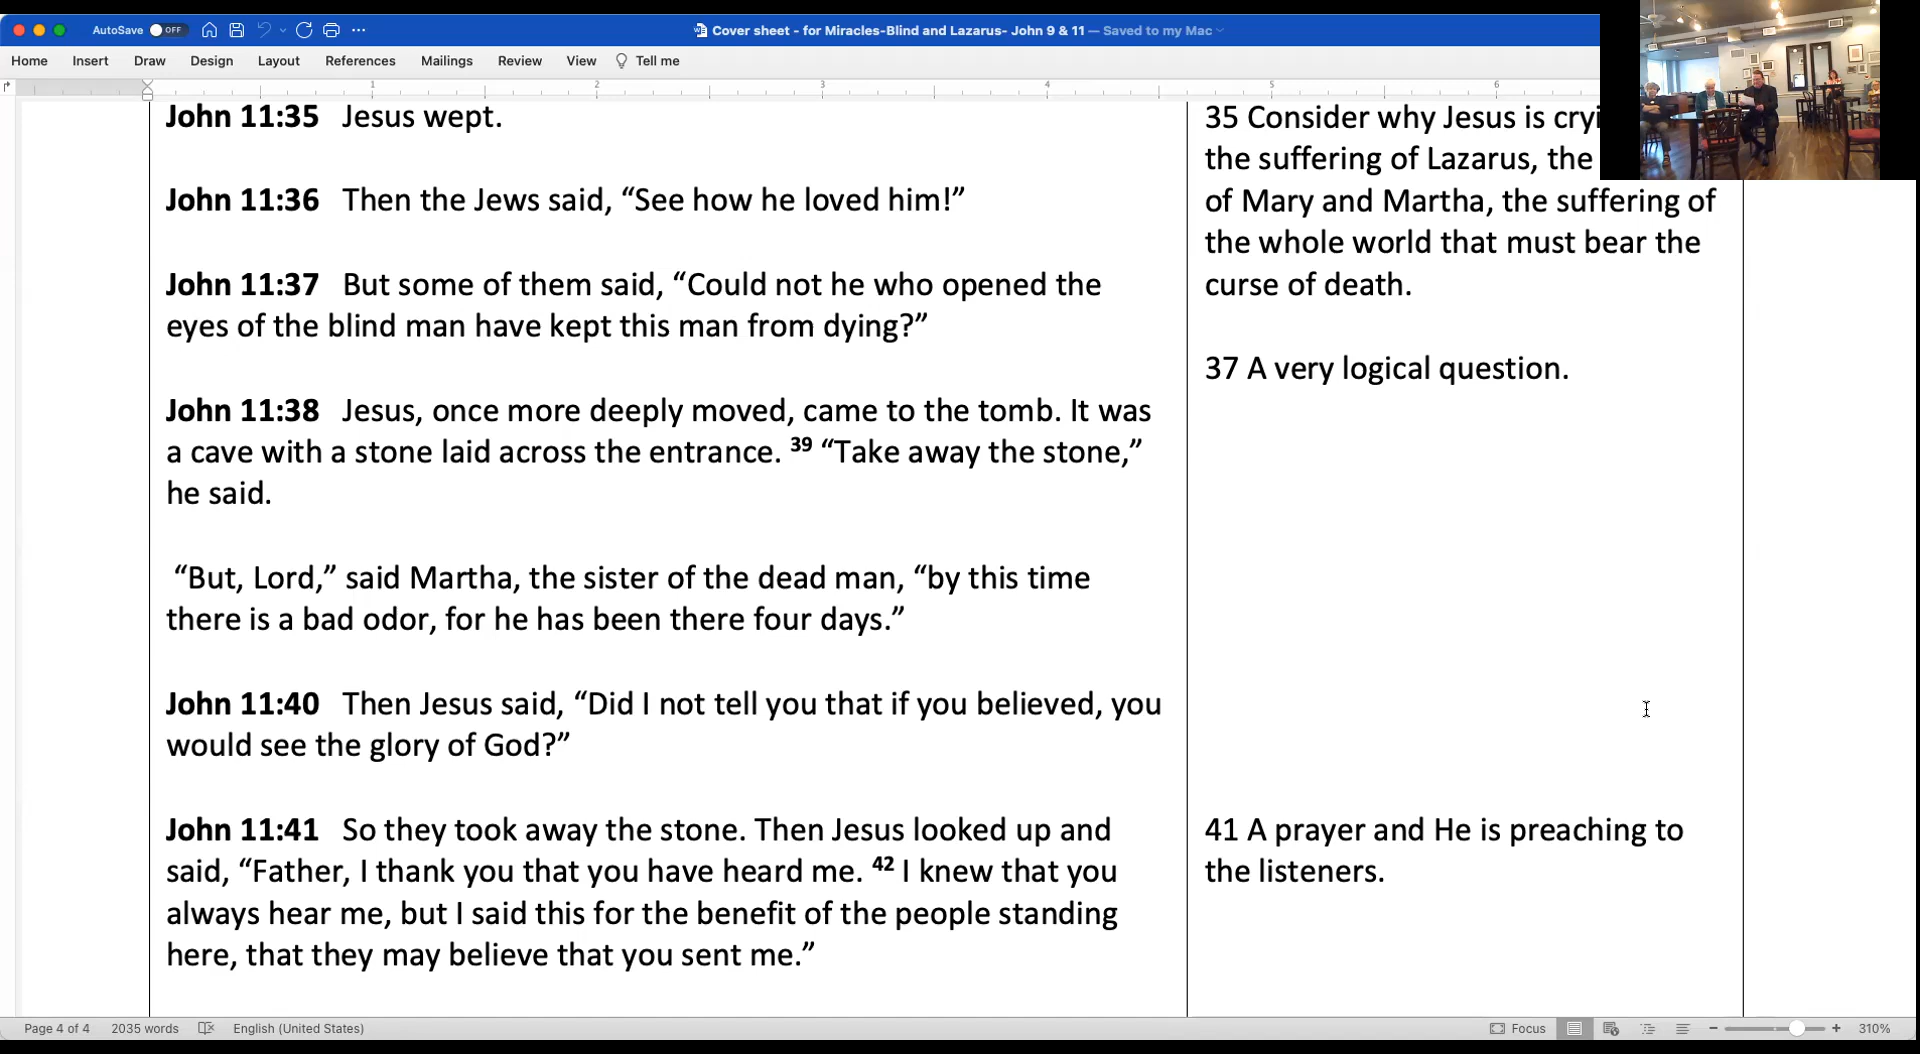 AutoSave OFF
Cover sheet - for Miracles-Blind and Lazarus- John 9 & 11 — Saved to my Mac
Home Insert Draw Design Layout References Mailings Review View Tell me
1 2 3 4 5 6
John 11:35 Jesus wept.
John 11:36 Then the Jews said, “See how he loved him!”
John 11:37 But some of them said, “Could not he who opened the
eyes of the blind man have kept this man from dying?”
John 11:38 Jesus, once more deeply moved, came to the tomb. It was
a cave with a stone laid across the entrance. 39 “Take away the stone,”
he said.
“But, Lord,” said Martha, the sister of the dead man, “by this time
there is a bad odor, for he has been there four days.”
John 11:40 Then Jesus said, “Did I not tell you that if you believed, you
would see the glory of God?”
John 11:41 So they took away the stone. Then Jesus looked up and
said, “Father, I thank you that you have heard me. 42 I knew that you
always hear me, but I said this for the benefit of the people standing
here, that they may believe that you sent me.”
35 Consider why Jesus is cryi
the suffering of Lazarus, the
of Mary and Martha, the suffering of
the whole world that must bear the
curse of death.
37 A very logical question.
41 A prayer and He is preaching to
the listeners.
Page 4 of 4 2035 words English (United States) Focus 310%